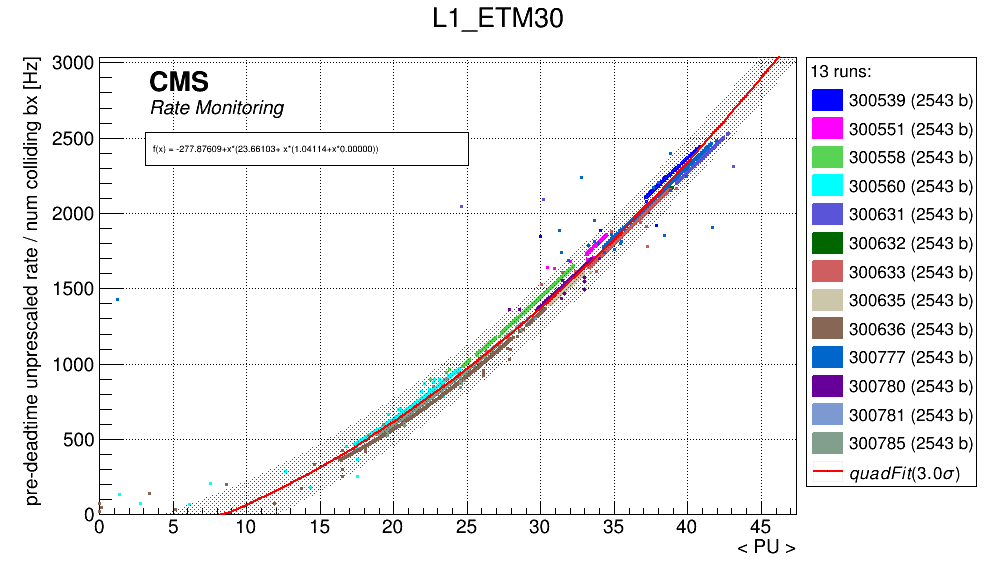 L1_ETM30
pre-deadtime unprescaled rate / num colliding bx [Hz]
3000
2500
2000
1500
1000
500
0
CMS
Rate Monitoring
f(x) = -277.87609+x*(23.66103+ x*(1.04114+x*0.00000))
0 5 10 15 20 25 30 35 40 45
< PU >
13 runs:
300539 (2543 b)
300551 (2543 b)
300558 (2543 b)
300560 (2543 b)
300631 (2543 b)
300632 (2543 b)
300633 (2543 b)
300635 (2543 b)
300636 (2543 b)
300777 (2543 b)
300780 (2543 b)
300781 (2543 b)
300785 (2543 b)
quadFit(3.0σ)